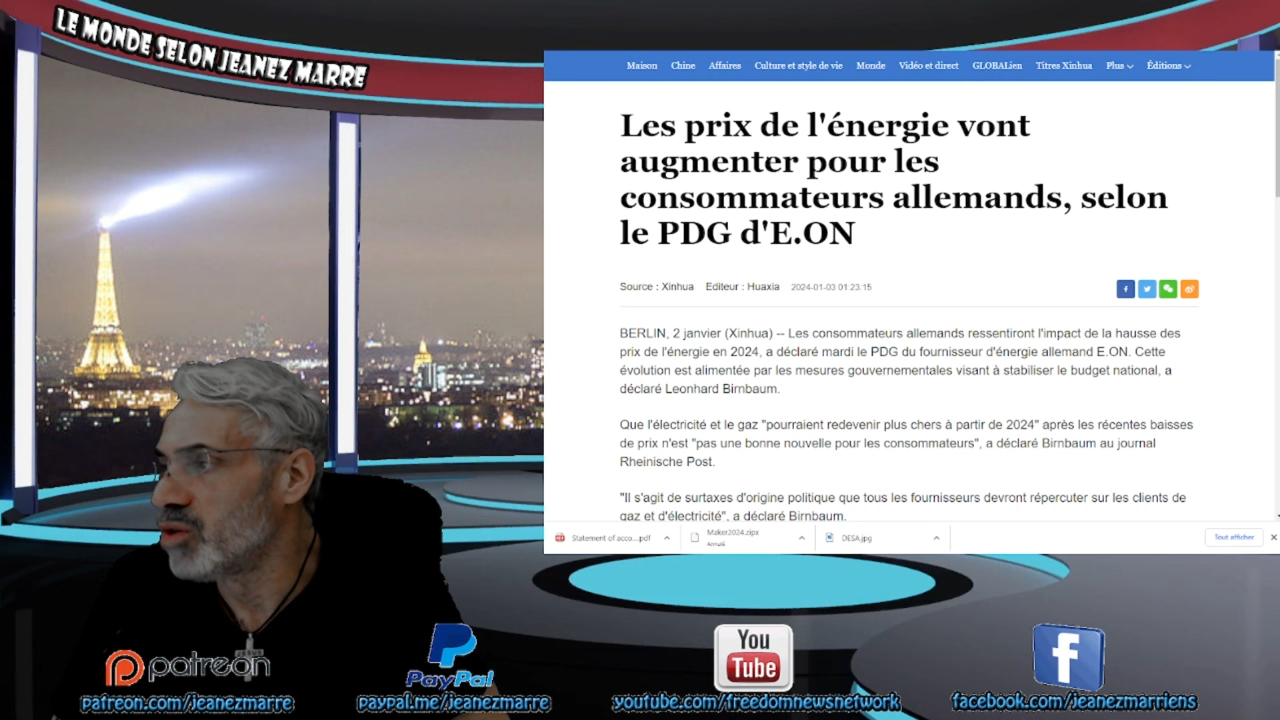 LE MONDE SELON JEANEZ MARRE
Maison Chine Affaires Culture et style de vie Monde Vidéo et direct GLOBALien Titres Xinhua Plus Éditions
Les prix de l'énergie vont
augmenter pour les
consommateurs allemands, selon
le PDG d'E.ON
Source : Xinhua Editeur : Huaxia 2024-01-03 01:23:15
BERLIN, 2 janvier (Xinhua) -- Les consommateurs allemands ressentiront l'impact de la hausse des
prix de l'énergie en 2024, a déclaré mardi le PDG du fournisseur d'énergie allemand E.ON. Cette
évolution est alimentée par les mesures gouvernementales visant à stabiliser le budget national, a
déclaré Leonhard Birnbaum.
Que l'électricité et le gaz "pourraient redevenir plus chers à partir de 2024" après les récentes baisses
de prix n'est "pas une bonne nouvelle pour les consommateurs", a déclaré Birnbaum au journal
Rheinische Post.
"Il s'agit de surtaxes d'origine politique que tous les fournisseurs devront répercuter sur les clients de
gaz et d'électricité", a déclaré Birnbaum.
Statement of acco....pdf Maker2024.zipx DESA.jpg Tout afficher
Annulé
patreon PayPal You Tube
patreon.com/jeanezmarre paypal.me/jeanezmarre youtube.com/freedomnewsnetwork facebook.com/jeanezmarriens